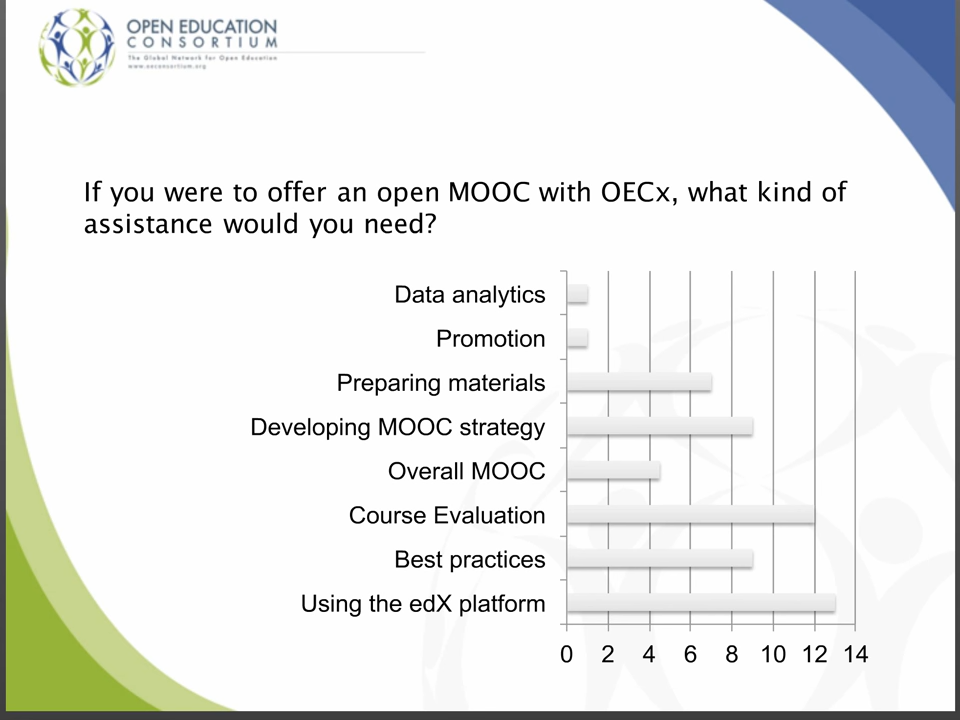 OPEN EDUCATION
CONSORTIUM
The Global Network for Open Education
www.oeconsortium.org
If you were to offer an open MOOC with OECx, what kind of
assistance would you need?
Data analytics
Promotion
Preparing materials
Developing MOOC strategy
Overall MOOC
Course Evaluation
Best practices
Using the edX platform
0 2 4 6 8 10 12 14